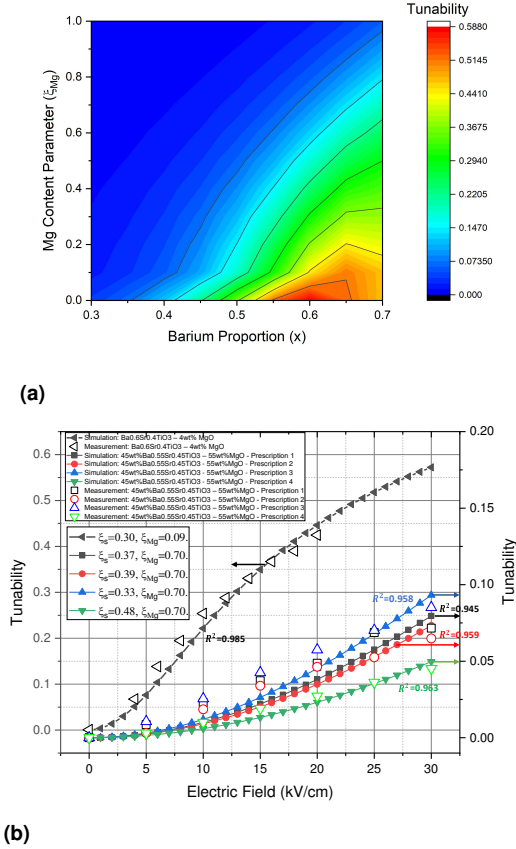 Tunability
1.0
0.8
0.6
0.4
0.2
0.0
Mg Content Parameter (ξMg)
0.3 0.4 0.5 0.6 0.7
Barium Proportion (x)
0.5880
0.5145
0.4410
0.3675
0.2940
0.2205
0.1470
0.07350
0.000
(a)
Simulation: Ba0.6Sr0.4TiO3 – 4wt% MgO
Measurement: Ba0.6Sr0.4TiO3 – 4wt% MgO
Simulation: 45wt%Ba0.55Sr0.45TiO3 – 55wt%MgO - Prescription 1
Simulation: 45wt%Ba0.55Sr0.45TiO3 - 55wt%MgO - Prescription 2
Simulation: 45wt%Ba0.55Sr0.45TiO3 – 55wt%MgO - Prescription 3
Simulation: 45wt%Ba0.55Sr0.45TiO3 – 55wt%MgO - Prescription 4
Measurement: 45wt%Ba0.55Sr0.45TiO3 – 55wt%MgO - Prescription 1
Measurement: 45wt%Ba0.55Sr0.45TiO3 – 55wt%MgO - Prescription 2
Measurement: 45wt%Ba0.55Sr0.45TiO3 – 55wt%MgO - Prescription 3
Measurement: 45wt%Ba0.55Sr0.45TiO3 – 55wt%MgO - Prescription 4
ξs=0.30, ξMg=0.09
ξs=0.37, ξMg=0.70
ξs=0.39, ξMg=0.70
ξs=0.33, ξMg=0.70
ξs=0.48, ξMg=0.70
R²=0.985
R²=0.958
R²=0.945
R²=0.959
R²=0.963
0.6
0.5
0.4
0.3
0.2
0.1
0.0
Tunability
0.20
0.15
0.10
0.05
0.00
Tunability
0 5 10 15 20 25 30
Electric Field (kV/cm)
(b)